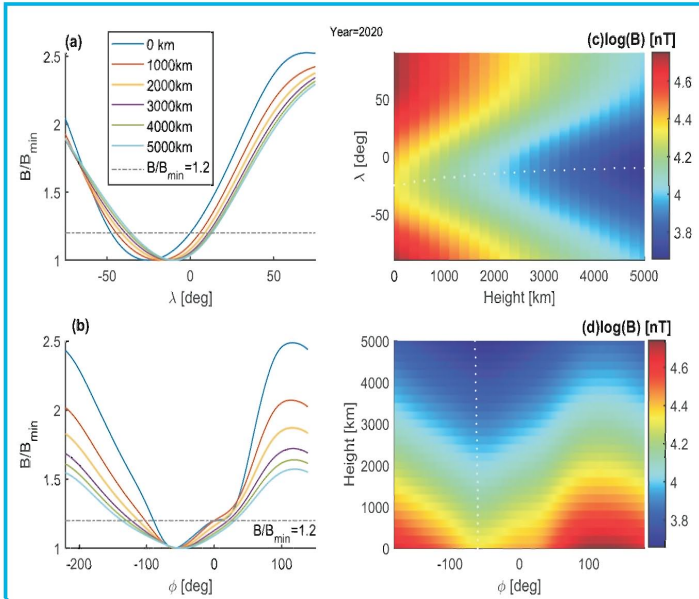 Year=2020
(a)
2.5
2
1.5
1
B/B_min
0 km
1000km
2000km
3000km
4000km
5000km
B/B_min=1.2
-50 0 50
λ [deg]
(c)log(B) [nT]
50
0
-50
λ [deg]
0 1000 2000 3000 4000 5000
Height [km]
4.6
4.4
4.2
4
3.8
(b)
2.5
2
1.5
1
B/B_min
B/B_min=1.2
-200 -100 0 100
ϕ [deg]
(d)log(B) [nT]
5000
4000
3000
2000
1000
0
Height [km]
-100 0 100
ϕ [deg]
4.6
4.4
4.2
4
3.8